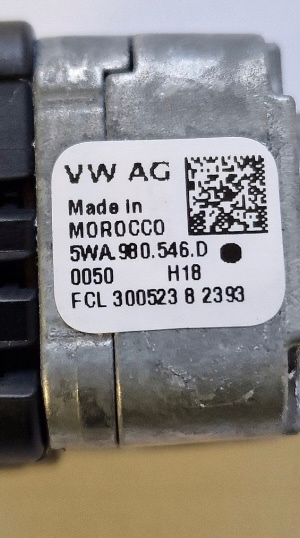 VW AG
Made in
MOROCCO
5WA.980.546.D
0050 H18
FCL 300523 8 2393